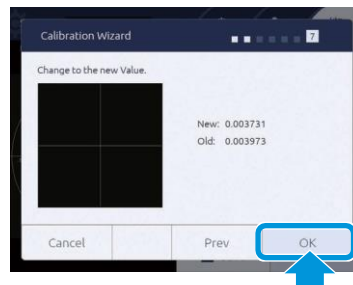 Calibration Wizard
7
Change to the new Value.
New: 0.003731
Old: 0.003973
Cancel
Prev
OK